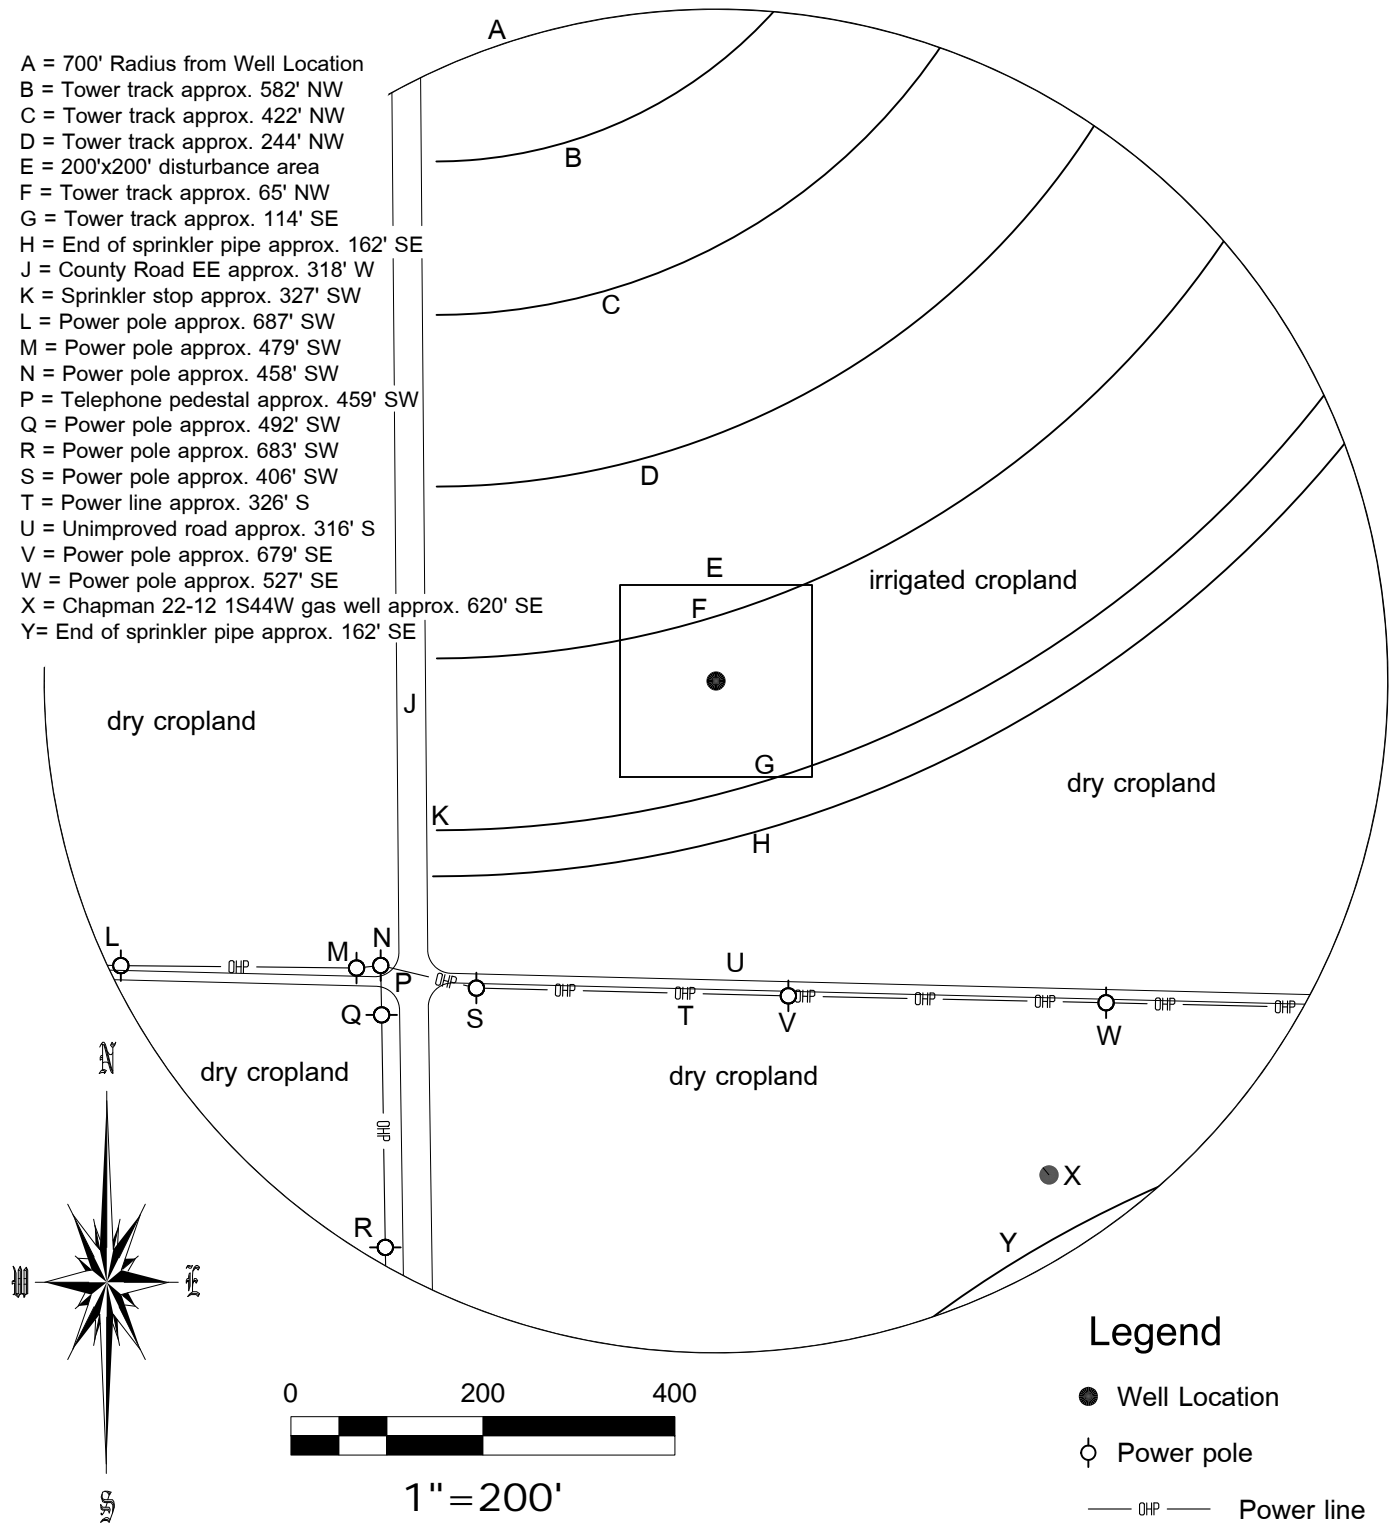 A
A = 700' Radius from Well Location
B = Tower track approx. 582' NW
C = Tower track approx. 422' NW
D = Tower track approx. 244' NW
E = 200'x200' disturbance area
F = Tower track approx. 65' NW
G = Tower track approx. 114' SE
H = End of sprinkler pipe approx. 162' SE
J = County Road EE approx. 318' W
K = Sprinkler stop approx. 327' SW
L = Power pole approx. 687' SW
M = Power pole approx. 479' SW
N = Power pole approx. 458' SW
P = Telephone pedestal approx. 459' SW
Q = Power pole approx. 492' SW
R = Power pole approx. 683' SW
S = Power pole approx. 406' SW
T = Power line approx. 326' S
U = Unimproved road approx. 316' S
V = Power pole approx. 679' SE
W = Power pole approx. 527' SE
X = Chapman 22-12 1S44W gas well approx. 620' SE
Y= End of sprinkler pipe approx. 162' SE
B
C
D
E
irrigated cropland
F
J
dry cropland
G
dry cropland
K
H
L
M
N
U
OHP
P
OHP
OHP
OHP
OHP
OHP
OHP
OHP
OHP
Q
S
T
V
W
N
dry cropland
dry cropland
OHP
X
R
Y
W
E
Legend
0 200 400
Well Location
Power pole
1"=200'
S
OHP Power line